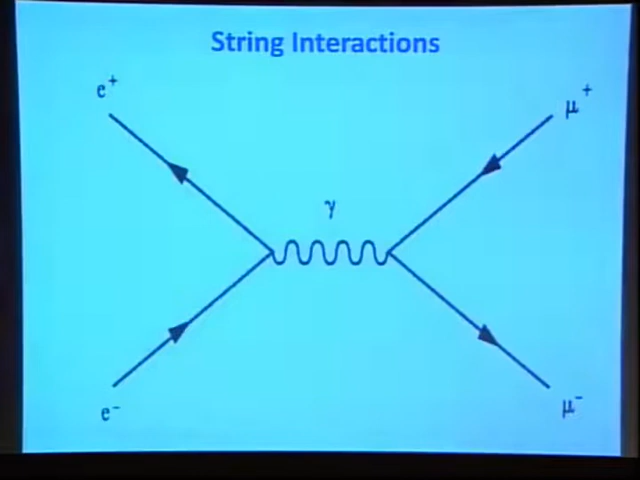 String Interactions
e⁺
μ⁺
γ
e⁻
μ⁻